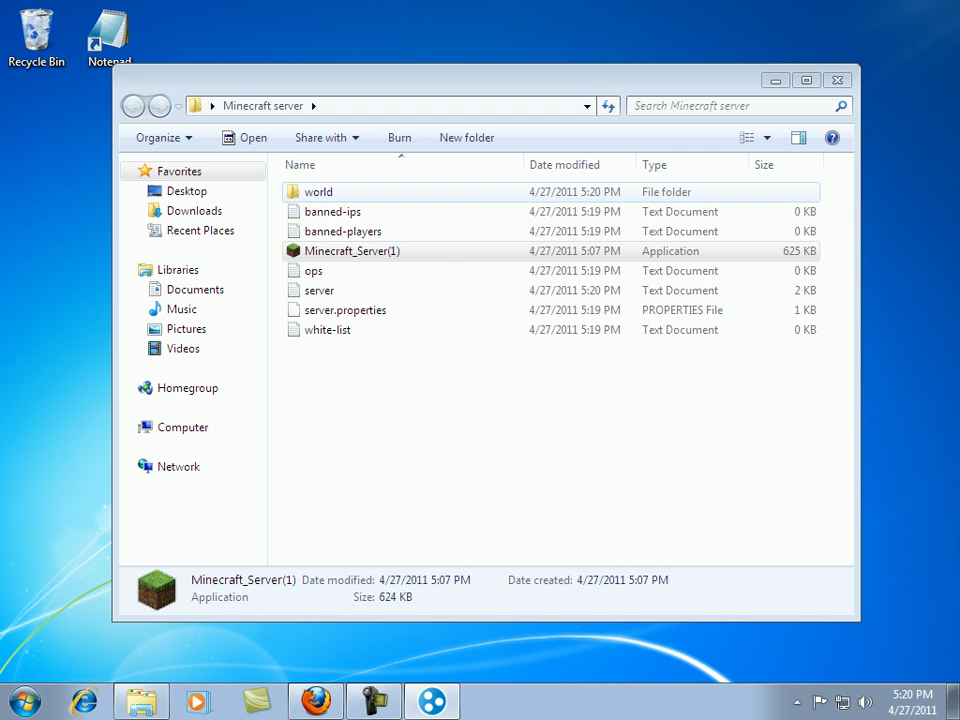 Recycle Bin
Notepad
Minecraft server
Search Minecraft server
Organize
Open
Share with
Burn
New folder
Name
Date modified
Type
Size
Favorites
Desktop
Downloads
Recent Places
Libraries
Documents
Music
Pictures
Videos
Homegroup
Computer
Network
world 4/27/2011 5:20 PM File folder
banned-ips 4/27/2011 5:19 PM Text Document 0 KB
banned-players 4/27/2011 5:19 PM Text Document 0 KB
Minecraft_Server(1) 4/27/2011 5:07 PM Application 625 KB
ops 4/27/2011 5:19 PM Text Document 0 KB
server 4/27/2011 5:20 PM Text Document 2 KB
server.properties 4/27/2011 5:19 PM PROPERTIES File 1 KB
white-list 4/27/2011 5:19 PM Text Document 0 KB
Minecraft_Server(1) Date modified: 4/27/2011 5:07 PM Date created: 4/27/2011 5:07 PM
Application Size: 624 KB
5:20 PM
4/27/2011